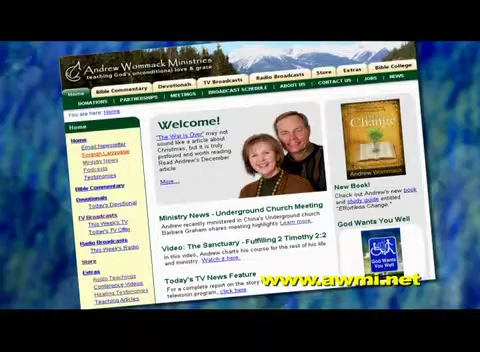 Andrew Wommack Ministries
teaching God's unconditional love & grace
Home
Bible Commentary
Devotionals
TV Broadcasts
Radio Broadcasts
Store
Extras
Bible College
DONATIONS | PARTNERSHIPS | MEETINGS | BROADCAST SCHEDULE | ABOUT US | CONTACT US | JOBS | NEWS
You are here: Home
Home
Home
Email Newsletter
Foreign Language
Ministry News
Podcasts
Testimonies
Bible Commentary
Devotionals
Today's Devotional
TV Broadcasts
This Week's TV
Today's TV Offer
Radio Broadcasts
This Week's Radio
Store
Extras
Audio Teachings
Conference Videos
Healing Testimonies
Teaching Articles
Welcome!
"The War is Over" may
not sound like a
article about
Christmas, but it is truly
profound and worth reading.
Read Andrew's December
article.
More...
Ministry News - Underground Church Meeting
Andrew recently ministered in China's Underground church
Barbara Graham shares meeting highlights Learn more.
Video: The Sanctuary - Fulfilling 2 Timothy 2:2
In this video, Andrew charts his course for the rest of his life
and ministry. Watch it here.
Today's TV News Feature
For a complete report on the story
television program, click here
Change
Andrew Wommack
New Book!
Check out Andrew's new book
and study guide entitled
"Effortless Change."
God Wants You Well
God Wants
You Well
www.awmi.net